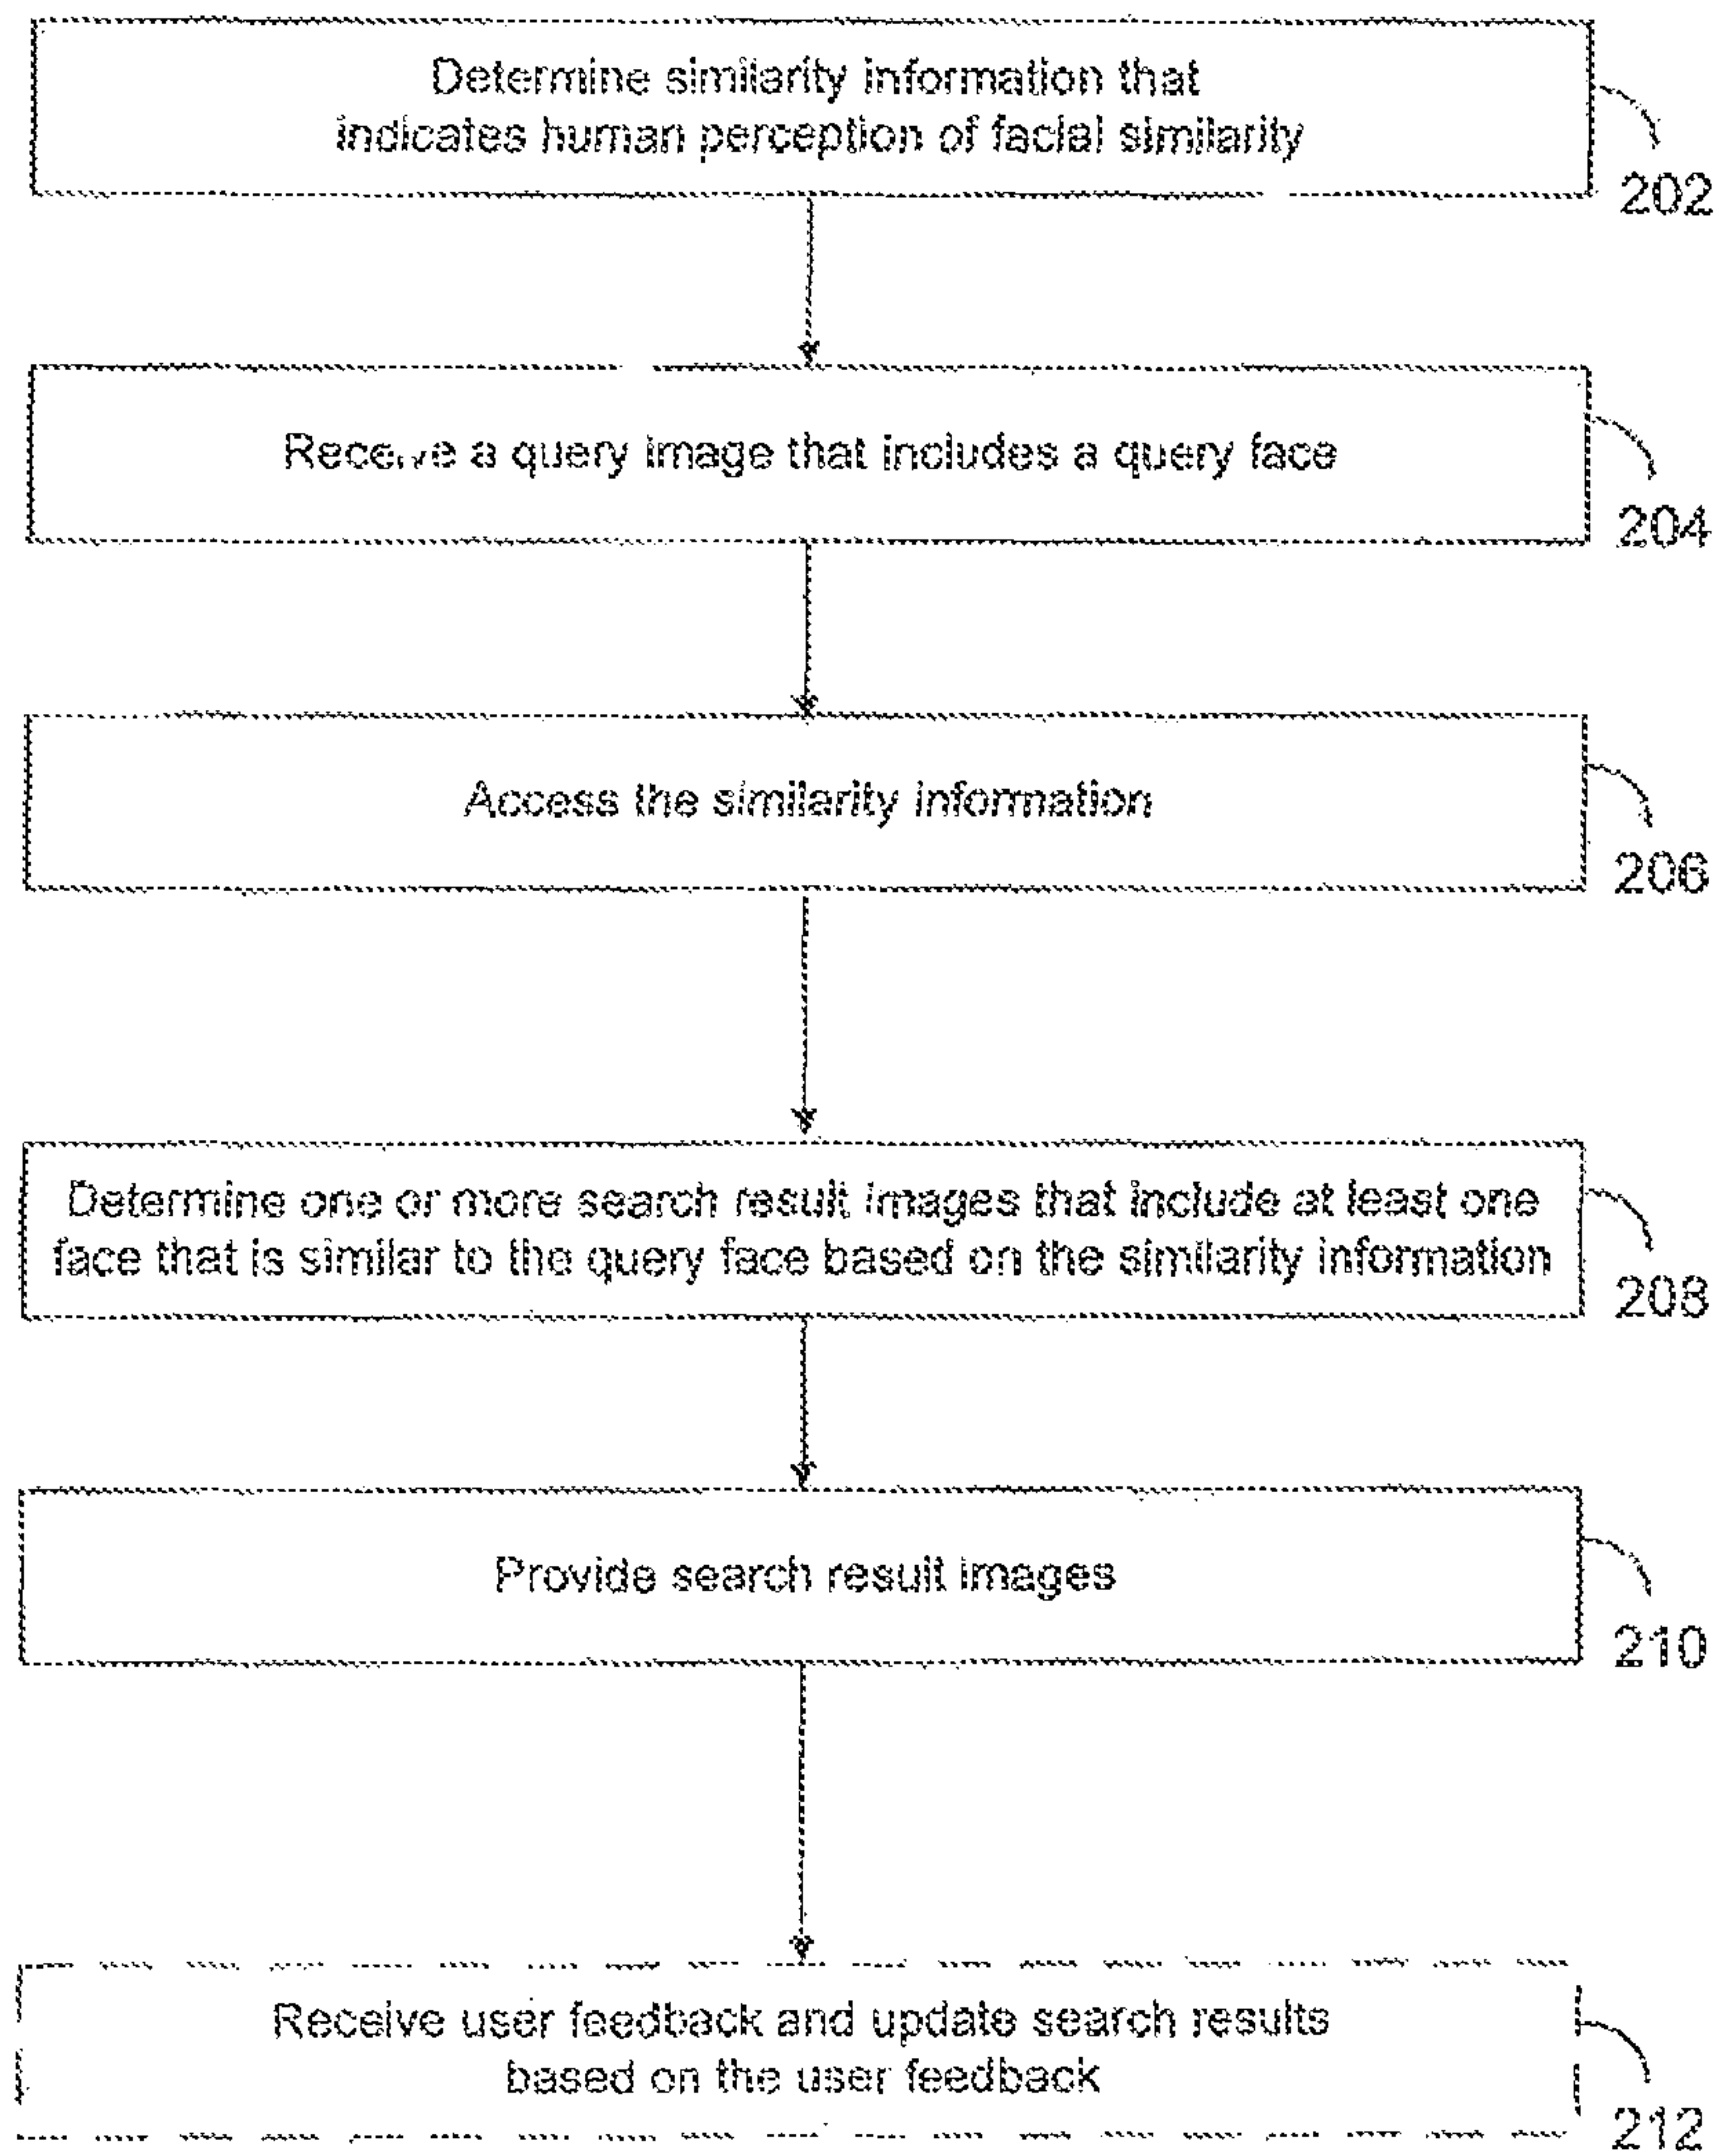 Determine similarity information that
indicates human perception of facial similarity
202
Receive a query image that includes a query face
204
Access the similarity information
206
Determine one or more search result images that include at least one
face that is similar to the query face based on the similarity information
208
Provide search result images
210
Receive user feedback and update search results
based on the user feedback
212